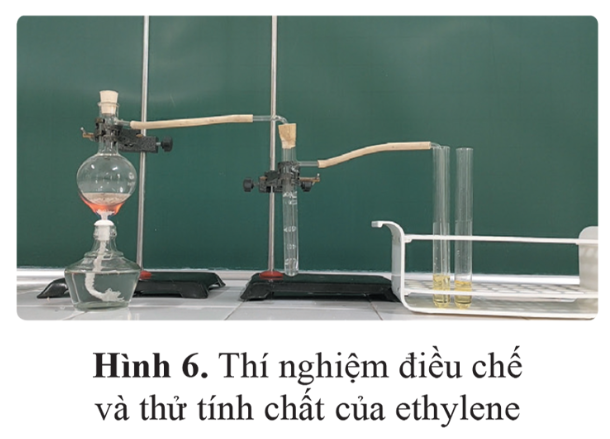 Hình 6. Thí nghiệm điều chế
và thử tính chất của ethylene